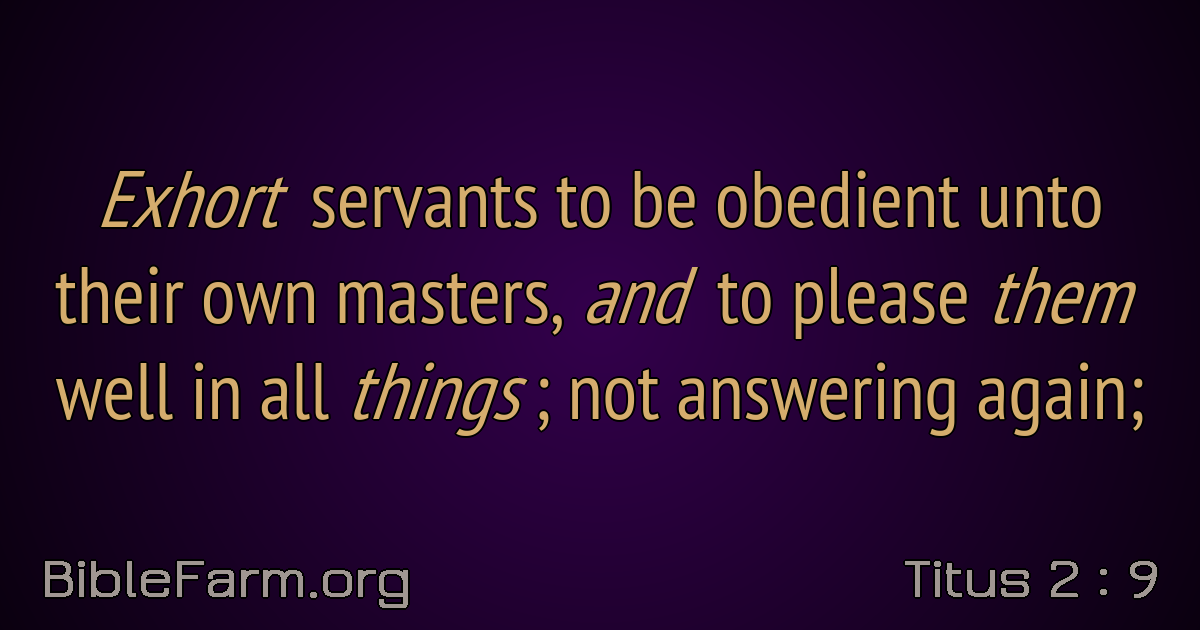 Exhort servants to be obedient unto
their own masters, and to please them
well in all things; not answering again;
BibleFarm.org
Titus 2 : 9